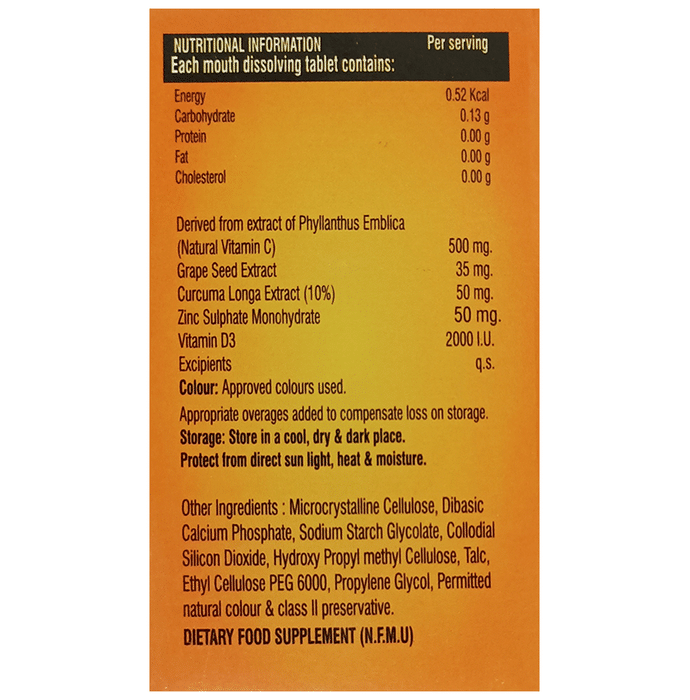 NUTRITIONAL INFORMATION Per serving
Each mouth dissolving tablet contains:
Energy 0.52 Kcal
Carbohydrate 0.13 g
Protein 0.00 g
Fat 0.00 g
Cholesterol 0.00 g
Derived from extract of Phyllanthus Emblica
(Natural Vitamin C) 500 mg.
Grape Seed Extract 35 mg.
Curcuma Longa Extract (10%) 50 mg.
Zinc Sulphate Monohydrate 50 mg.
Vitamin D3 2000 I.U.
Excipients q.s.
Colour: Approved colours used.
Appropriate overages added to compensate loss on storage.
Storage: Store in a cool, dry & dark place.
Protect from direct sun light, heat & moisture.
Other Ingredients : Microcrystalline Cellulose, Dibasic
Calcium Phosphate, Sodium Starch Glycolate, Collodial
Silicon Dioxide, Hydroxy Propyl methyl Cellulose, Talc,
Ethyl Cellulose PEG 6000, Propylene Glycol, Permitted
natural colour & class II preservative.
DIETARY FOOD SUPPLEMENT (N.F.M.U)